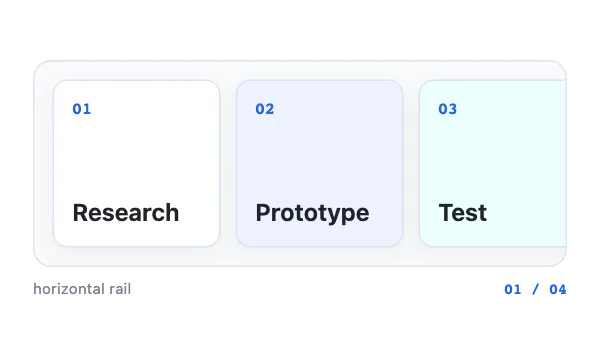 01
02
03
Research
Prototype
Test
horizontal rail
01 / 04